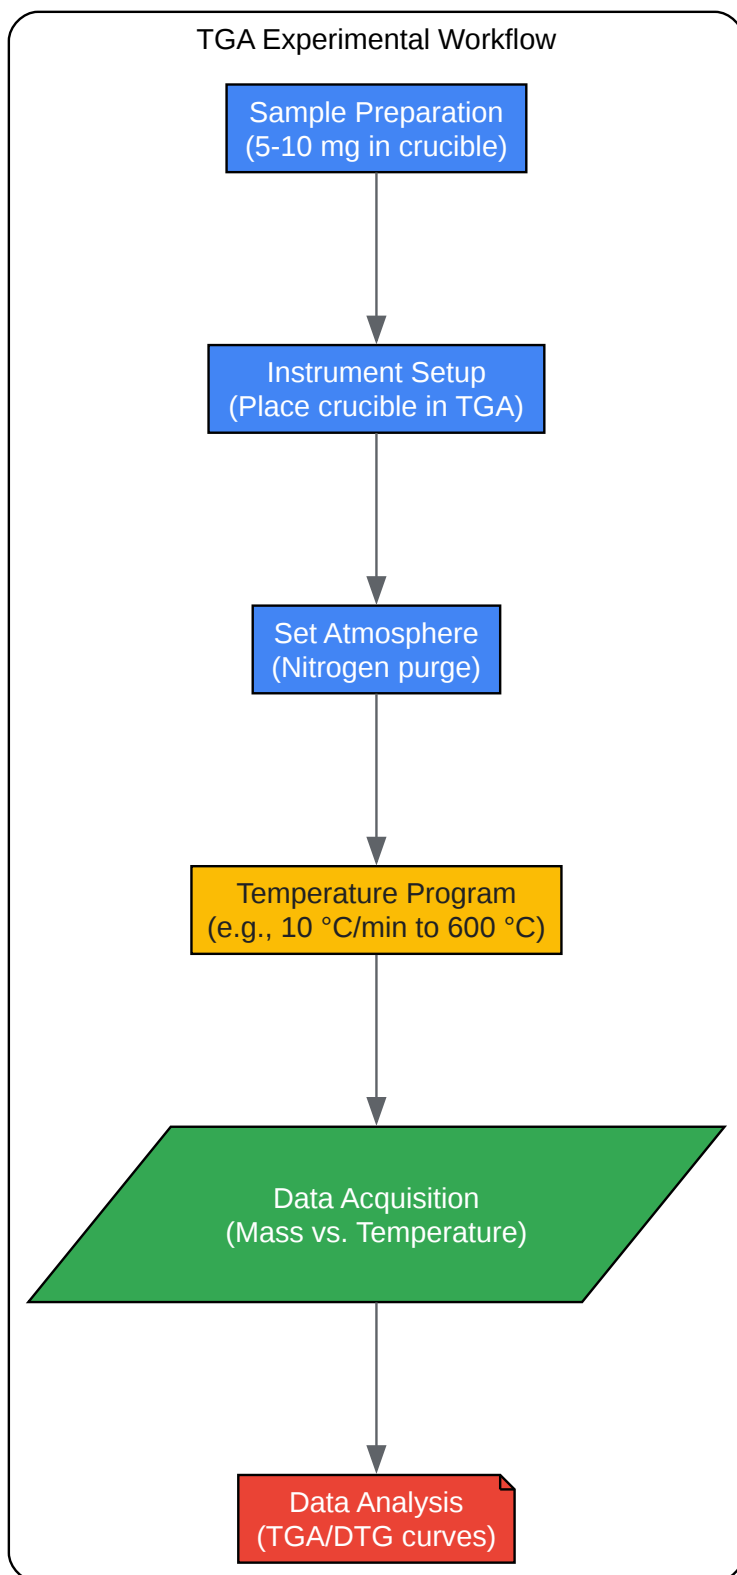 TGA Experimental Workflow
Sample Preparation
(5-10 mg in crucible)
Instrument Setup
(Place crucible in TGA)
Set Atmosphere
(Nitrogen purge)
Temperature Program
(e.g., 10 °C/min to 600 °C)
Data Acquisition
(Mass vs. Temperature)
Data Analysis
(TGA/DTG curves)